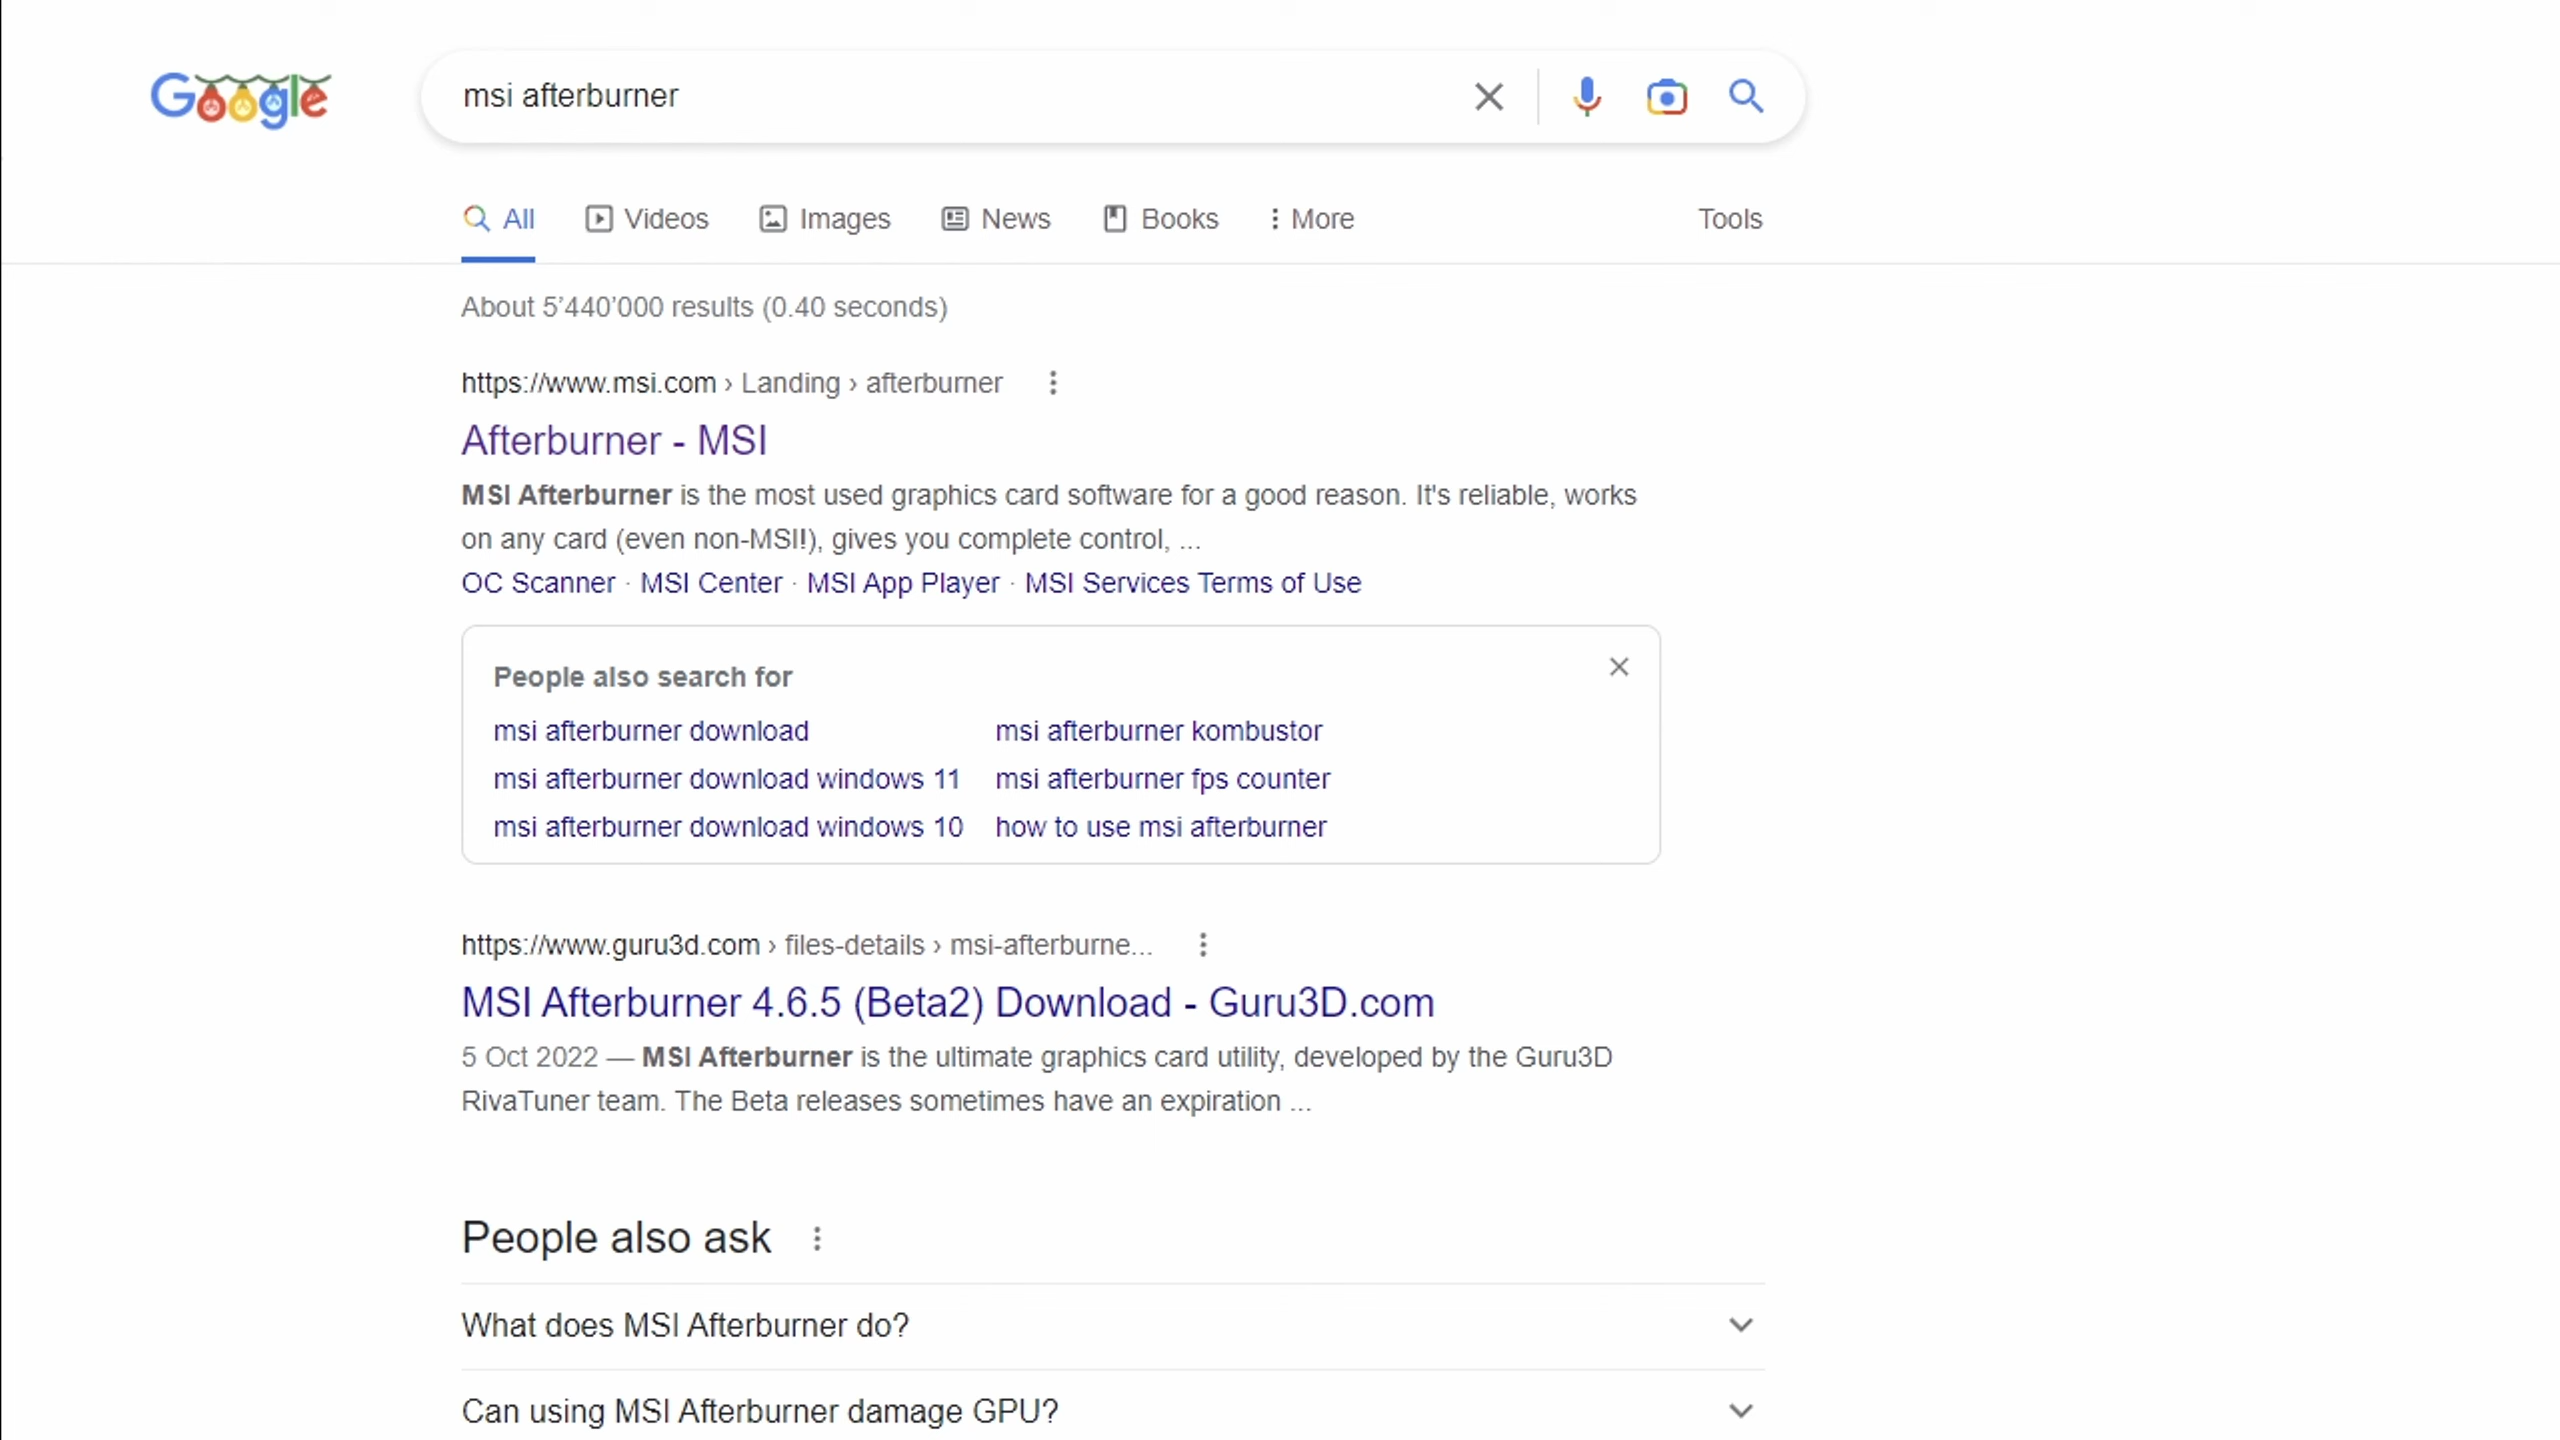 Google
msi afterburner
All
Videos
Images
News
Books
More
Tools
About 5’440’000 results (0.40 seconds)
https://www.msi.com › Landing › afterburner
Afterburner - MSI
MSI Afterburner is the most used graphics card software for a good reason. It's reliable, works
on any card (even non-MSI!), gives you complete control, ...
OC Scanner · MSI Center · MSI App Player · MSI Services Terms of Use
People also search for
msi afterburner download
msi afterburner kombustor
msi afterburner download windows 11
msi afterburner fps counter
msi afterburner download windows 10
how to use msi afterburner
https://www.guru3d.com › files-details › msi-afterburne...
MSI Afterburner 4.6.5 (Beta2) Download - Guru3D.com
5 Oct 2022 — MSI Afterburner is the ultimate graphics card utility, developed by the Guru3D
RivaTuner team. The Beta releases sometimes have an expiration ...
People also ask
What does MSI Afterburner do?
Can using MSI Afterburner damage GPU?